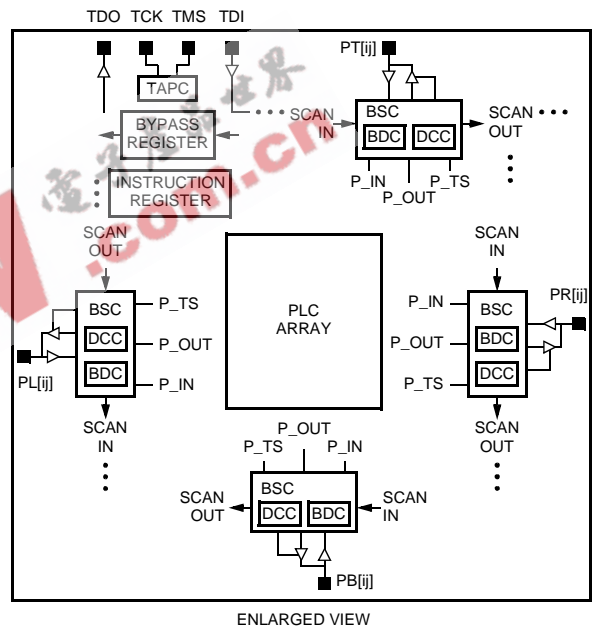 TDO TCK TMS TDI
PT[ij]
TAPC
BYPASS
REGISTER
INSTRUCTION
REGISTER
SCAN
IN
BSC
BDC DCC
SCAN
OUT
P_IN P_TS
P_OUT
SCAN
OUT
BSC
DCC
BDC
P_TS
P_OUT
P_IN
PL[ij]
SCAN
IN
PLC
ARRAY
SCAN
IN
BSC
BDC
DCC
P_IN
P_OUT
P_TS
PR[ij]
SCAN
OUT
P_OUT
P_TS P_IN
BSC
DCC BDC
SCAN
OUT
SCAN
IN
PB[ij]
ENLARGED VIEW
.com.cn